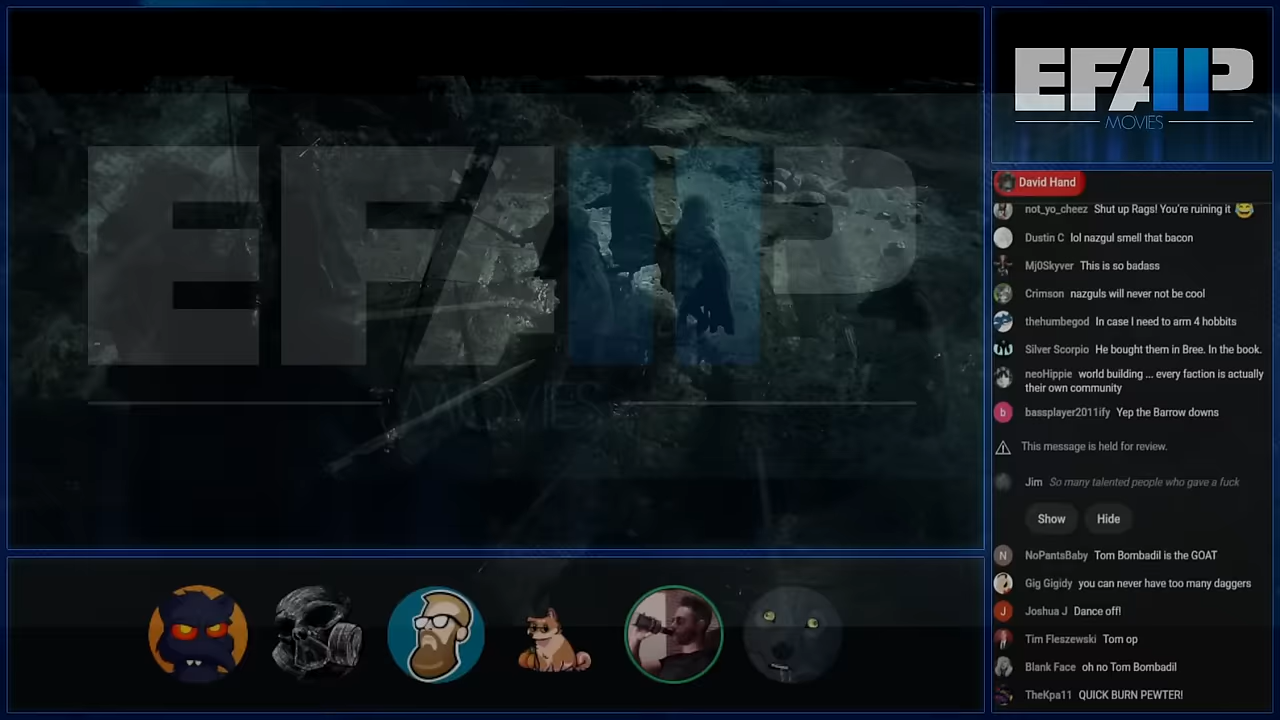 EFAP
MOVIES
EFAP
MOVIES
David Hand
not_yo_cheez Shut up Rags! You're ruining it
Dustin C lol nazgul smell that bacon
Mj0Skyver This is so badass
Crimson nazguls will never not be cool
thehumbegod In case I need to arm 4 hobbits
Silver Scorpio He bought them in Bree. In the book.
neoHippie world building ... every faction is actually
their own community
b bassplayer2011ify Yep the Barrow downs
This message is held for review.
Jim So many talented people who gave a fuck
Show Hide
N NoPantsBaby Tom Bombadil is the GOAT
Gig Gigidy you can never have too many daggers
J Joshua J Dance off!
Tim Fleszewski Tom op
Blank Face oh no Tom Bombadil
TheKpa11 QUICK BURN PEWTER!